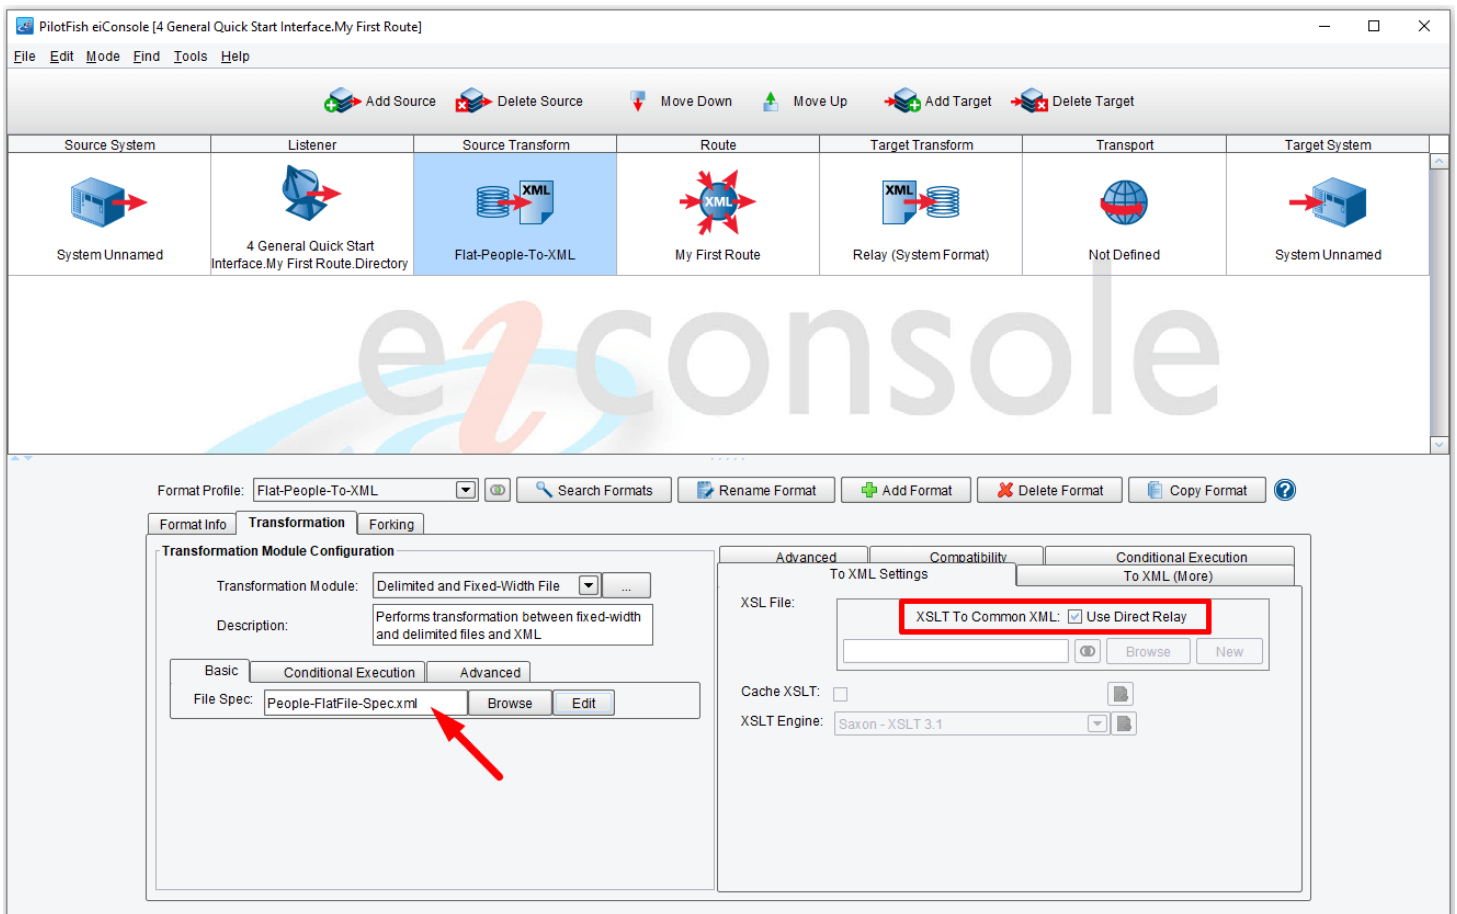 PilotFish eiConsole [4 General Quick Start Interface.My First Route]
File Edit Mode Find Tools Help
Add Source Delete Source Move Down Move Up Add Target Delete Target
Source System Listener Source Transform Route Target Transform Transport Target System
XML XML XML
System Unnamed 4 General Quick Start Interface.My First Route.Directory Flat-People-To-XML My First Route Relay (System Format) Not Defined System Unnamed
eiconsole
Format Profile: Flat-People-To-XML Search Formats Rename Format Add Format Delete Format Copy Format ?
Format Info Transformation Forking
Transformation Module Configuration
Transformation Module: Delimited and Fixed-Width File ...
Description: Performs transformation between fixed-width
and delimited files and XML
Basic Conditional Execution Advanced
File Spec: People-FlatFile-Spec.xml Browse Edit
Advanced Compatibility Conditional Execution
To XML Settings To XML (More)
XSL File:
XSLT To Common XML: Use Direct Relay
Browse New
Cache XSLT:
XSLT Engine: Saxon - XSLT 3.1